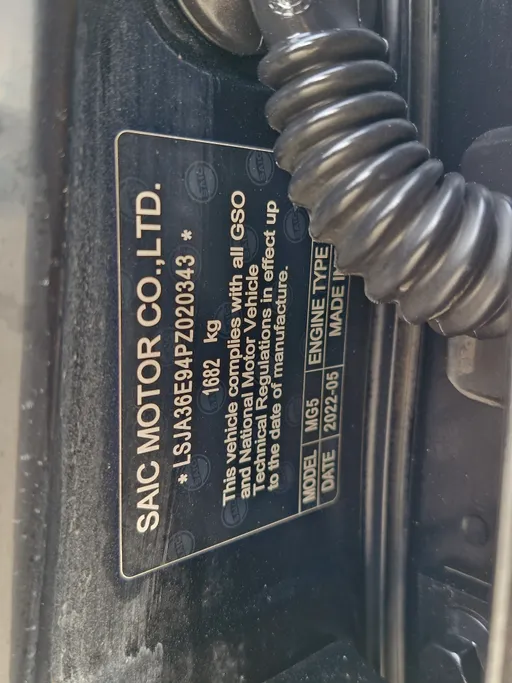 SAIC MOTOR CO.,LTD.
* LSJA36E94PZ020343 *
1682 kg
This vehicle complies with all GSO
and National Motor Vehicle
Technical Regulations in effect up
to the date of manufacture.
MODEL MG5 ENGINE TYPE
DATE 2022-05 MADE IN